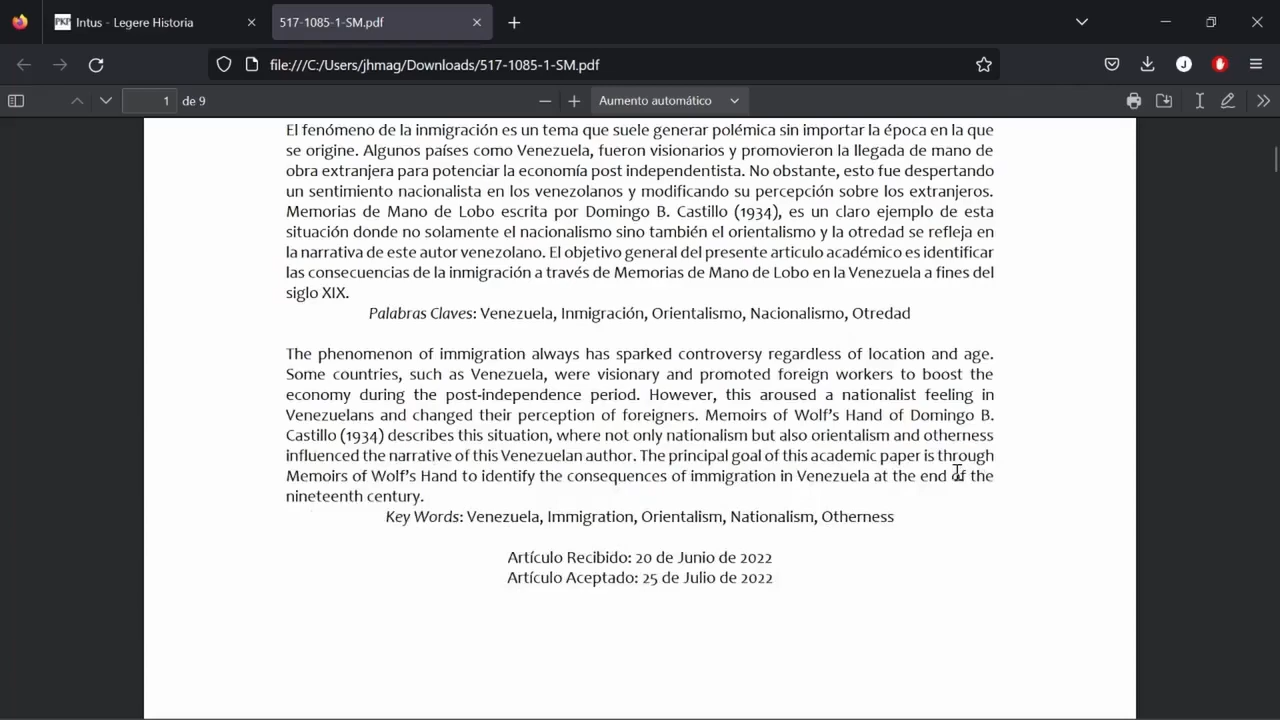 Intus - Legere Historia
517-1085-1-SM.pdf
file:///C:/Users/jhmag/Downloads/517-1085-1-SM.pdf
J
1 de 9
Aumento automático
El fenómeno de la inmigración es un tema que suele generar polémica sin importar la época en la que
se origine. Algunos países como Venezuela, fueron visionarios y promovieron la llegada de mano de
obra extranjera para potenciar la economía post independentista. No obstante, esto fue despertando
un sentimiento nacionalista en los venezolanos y modificando su percepción sobre los extranjeros.
Memorias de Mano de Lobo escrita por Domingo B. Castillo (1934), es un claro ejemplo de esta
situación donde no solamente el nacionalismo sino también el orientalismo y la otredad se refleja en
la narrativa de este autor venezolano. El objetivo general del presente articulo académico es identificar
las consecuencias de la inmigración a través de Memorias de Mano de Lobo en la Venezuela a fines del
siglo XIX.
Palabras Claves: Venezuela, Inmigración, Orientalismo, Nacionalismo, Otredad
The phenomenon of immigration always has sparked controversy regardless of location and age.
Some countries, such as Venezuela, were visionary and promoted foreign workers to boost the
economy during the post-independence period. However, this aroused a nationalist feeling in
Venezuelans and changed their perception of foreigners. Memoirs of Wolf's Hand of Domingo B.
Castillo (1934) describes this situation, where not only nationalism but also orientalism and otherness
influenced the narrative of this Venezuelan author. The principal goal of this academic paper is through
Memoirs of Wolf's Hand to identify the consequences of immigration in Venezuela at the end of the
nineteenth century.
Key Words: Venezuela, Immigration, Orientalism, Nationalism, Otherness
Artículo Recibido: 20 de Junio de 2022
Artículo Aceptado: 25 de Julio de 2022